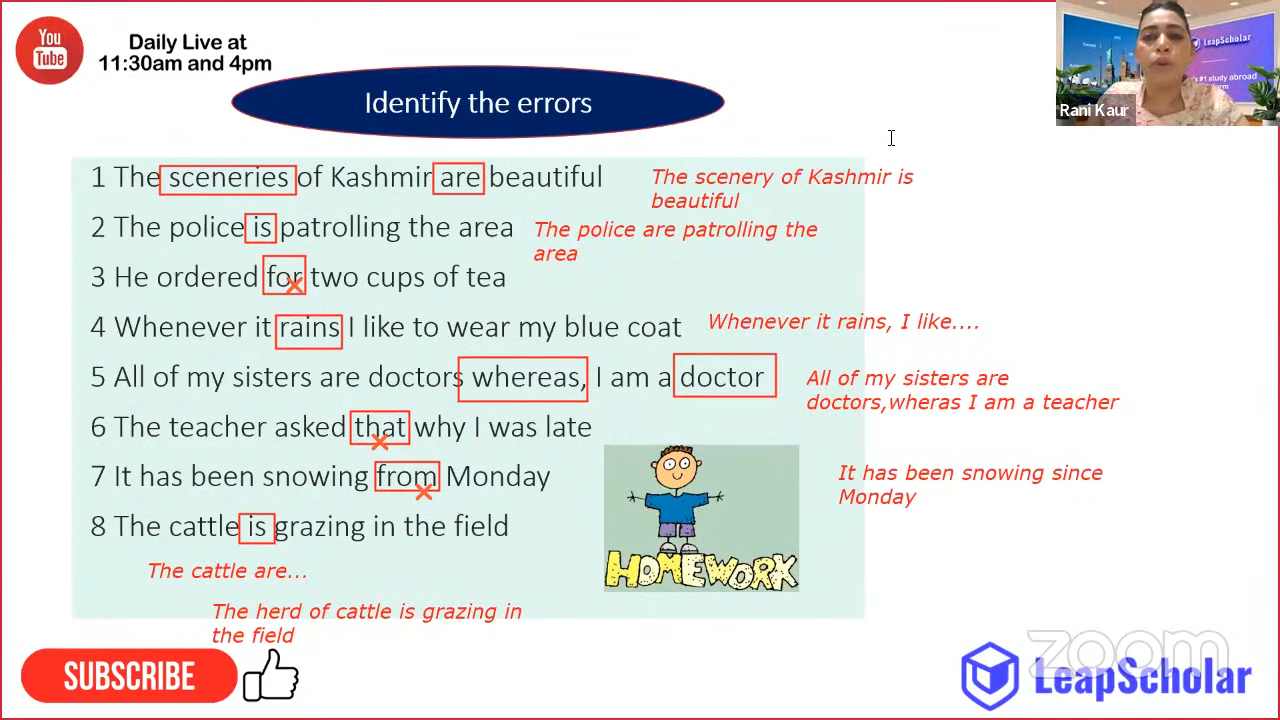 You
Tube
Daily Live at
11:30am and 4pm
Identify the errors
LeapScholar
#1 study abroad
Rani Kaur
1 The sceneries of Kashmir are beautiful
The scenery of Kashmir is
beautiful
2 The police is patrolling the area
The police are patrolling the
area
3 He ordered for two cups of tea
4 Whenever it rains I like to wear my blue coat
Whenever it rains, I like....
5 All of my sisters are doctors whereas, I am a doctor
All of my sisters are
doctors,wheras I am a teacher
6 The teacher asked that why I was late
7 It has been snowing from Monday
It has been snowing since
Monday
8 The cattle is grazing in the field
HOMEWORK
The cattle are...
The herd of cattle is grazing in
the field
SUBSCRIBE
zoom
LeapScholar